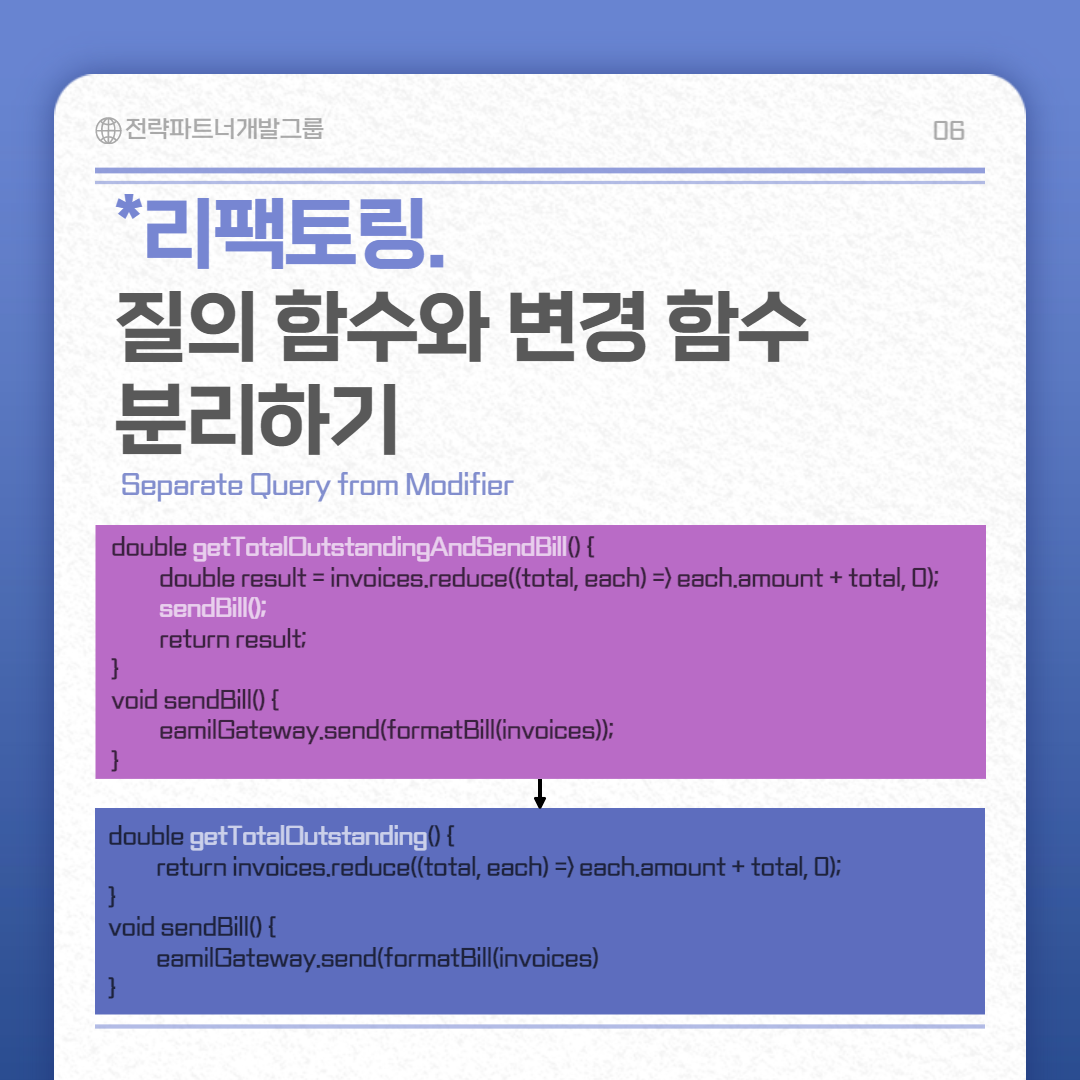 전략파트너개발그룹
06
*리팩토링.
질의 함수와 변경 함수
분리하기
Separate Query from Modifier
double getTotalOutstandingAndSendBill() {
double result = invoices.reduce((total, each) => each.amount + total, 0);
sendBill();
return result;
}
void sendBill() {
eamilGateway.send(formatBill(invoices));
}
double getTotalOutstanding() {
return invoices.reduce((total, each) => each.amount + total, 0);
}
void sendBill() {
eamilGateway.send(formatBill(invoices)
}